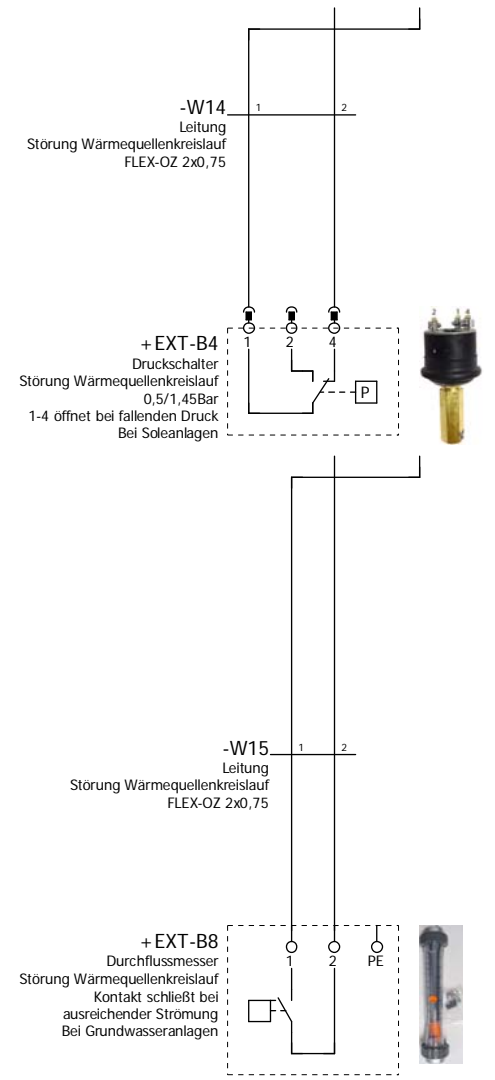 -W14
1
2
Leitung
Störung Wärmequellenkreislauf
FLEX-OZ 2x0,75
+EXT-B4
1
2
4
Druckschalter
Störung Wärmequellenkreislauf
0,5/1,45Bar
P
1-4 öffnet bei fallenden Druck
Bei Soleanlagen
-W15
1
2
Leitung
Störung Wärmequellenkreislauf
FLEX-OZ 2x0,75
+EXT-B8
1
2
PE
Durchflussmesser
Störung Wärmequellenkreislauf
Kontakt schließt bei
ausreichender Strömung
Bei Grundwasseranlagen